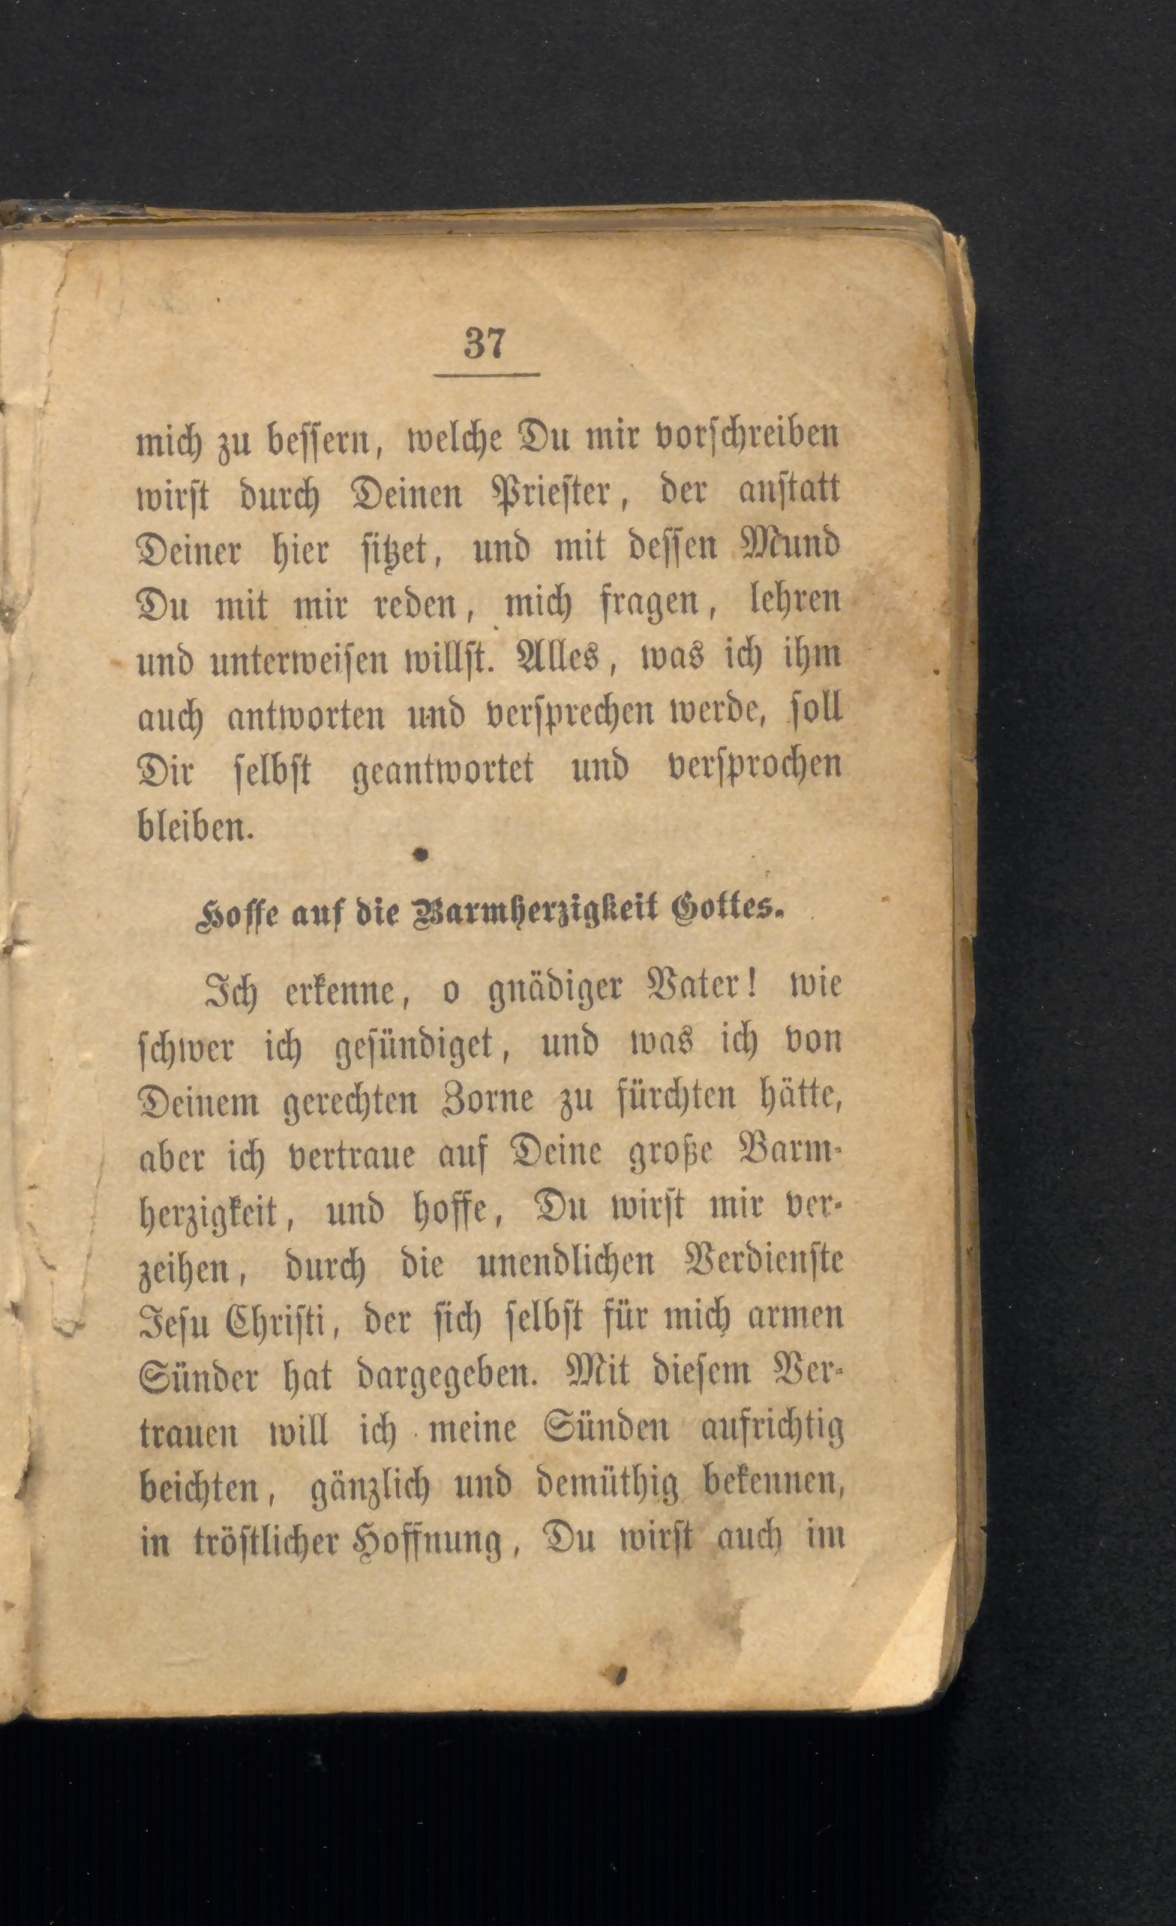 37
mich zu bessern, welche Du mir vorschreiben
wirst durch Deinen Priester, der anstatt
Deiner hier sitzet, und mit dessen Mund
Du mit mir reden, mich fragen, lehren
und unterweisen willst. Alles, was ich ihm
auch antworten und versprechen werde, soll
Dir selbst geantwortet und versprochen
bleiben.
Hoffe auf die Barmherzigkeit Gottes.
Ich erkenne, o gnädiger Vater! wie
schwer ich gesündiget, und was ich von
Deinem gerechten Zorne zu fürchten hätte,
aber ich vertraue auf Deine große Barm-
herzigkeit, und hoffe, Du wirst mir ver-
zeihen, durch die unendlichen Verdienste
Jesu Christi, der sich selbst für mich armen
Sünder hat dargegeben. Mit diesem Ver-
trauen will ich meine Sünden aufrichtig
beichten, gänzlich und demüthig bekennen,
in tröstlicher Hoffnung, Du wirst auch im